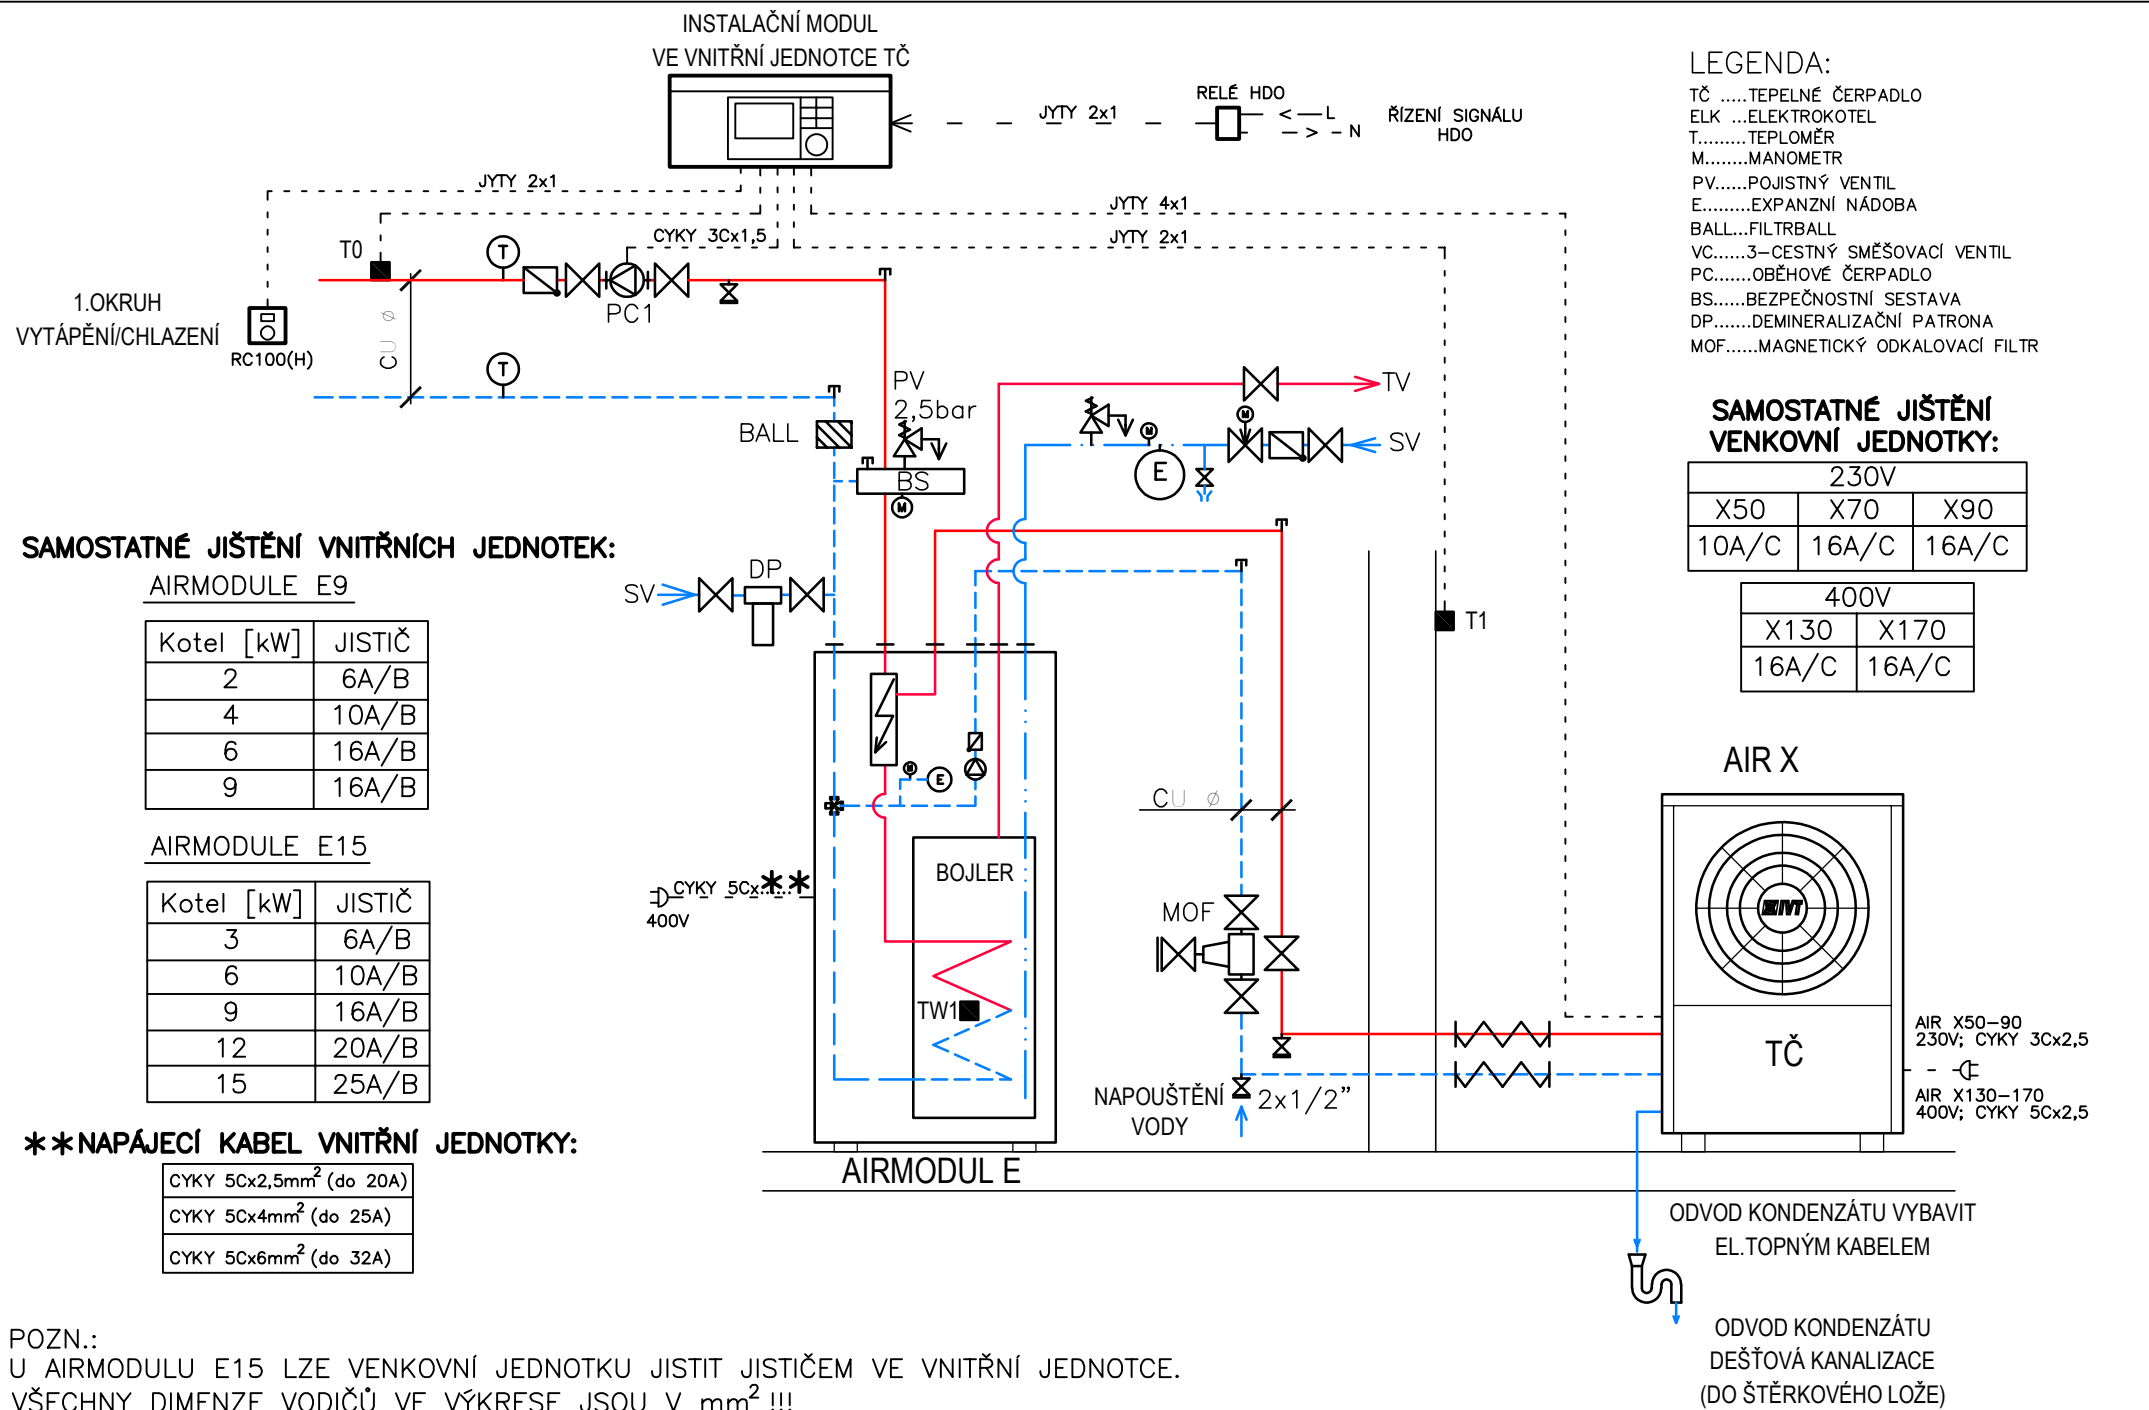 INSTALAČNÍ MODUL
VE VNITŘNÍ JEDNOTCE TČ
JYTY 2x1
RELÉ HDO
L
N
ŘÍZENÍ SIGNÁLU
HDO
LEGENDA:
TČ .....TEPELNÉ ČERPADLO
ELK ...ELEKTROKOTEL
T.........TEPLOMĚR
M........MANOMETR
PV......POJISTNÝ VENTIL
E.........EXPANZNÍ NÁDOBA
BALL...FILTRBALL
VC......3-CESTNÝ SMĚŠOVACÍ VENTIL
PC.......OBĚHOVÉ ČERPADLO
BS......BEZPEČNOSTNÍ SESTAVA
DP.......DEMINERALIZAČNÍ PATRONA
MOF......MAGNETICKÝ ODKALOVACÍ FILTR
JYTY 2x1
JYTY 4x1
CYKY 3Cx1,5
JYTY 2x1
T0
T
PC1
1.OKRUH
VYTÁPĚNÍ/CHLAZENÍ
RC100(H)
CU ø
T
PV
2,5bar
BALL
BS
M
TV
M
M
SV
E
SAMOSTATNÉ JIŠTĚNÍ
VENKOVNÍ JEDNOTKY:
230V
X50 X70 X90
10A/C 16A/C 16A/C
400V
X130 X170
16A/C 16A/C
SAMOSTATNÉ JIŠTĚNÍ VNITŘNÍCH JEDNOTEK:
AIRMODULE E9
Kotel [kW] JISTIČ
2 6A/B
4 10A/B
6 16A/B
9 16A/B
AIRMODULE E15
Kotel [kW] JISTIČ
3 6A/B
6 10A/B
9 16A/B
12 20A/B
15 25A/B
**NAPÁJECÍ KABEL VNITŘNÍ JEDNOTKY:
CYKY 5Cx2,5mm² (do 20A)
CYKY 5Cx4mm² (do 25A)
CYKY 5Cx6mm² (do 32A)
SV
DP
T1
M
E
CU ø
BOJLER
CYKY 5Cx......**
400V
MOF
TW1
NAPOUŠTĚNÍ
VODY
2x1/2"
AIRMODUL E
AIR X
IVT
TČ
AIR X50-90
230V; CYKY 3Cx2,5
AIR X130-170
400V; CYKY 5Cx2,5
ODVOD KONDENZÁTU VYBAVIT
EL.TOPNÝM KABELEM
ODVOD KONDENZÁTU
DEŠŤOVÁ KANALIZACE
(DO ŠTĚRKOVÉHO LOŽE)
POZN.:
U AIRMODULU E15 LZE VENKOVNÍ JEDNOTKU JISTIT JISTIČEM VE VNITŘNÍ JEDNOTCE.
VŠECHNY DIMENZE VODIČŮ VE VÝKRESE JSOU V mm² !!!